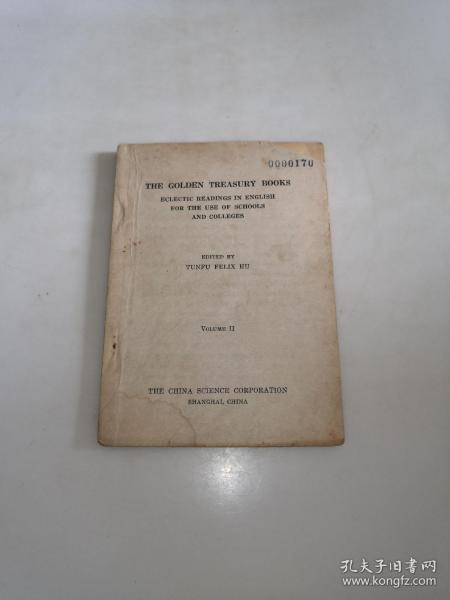 0000170
THE GOLDEN TREASURY BOOKS
ECLECTIC READINGS IN ENGLISH
FOR THE USE OF SCHOOLS
AND COLLEGES
EDITED BY
TUNFU FELIX HU
VOLUME II
THE CHINA SCIENCE CORPORATION
SHANGHAI, CHINA
孔夫子旧书网
www.kongfz.com